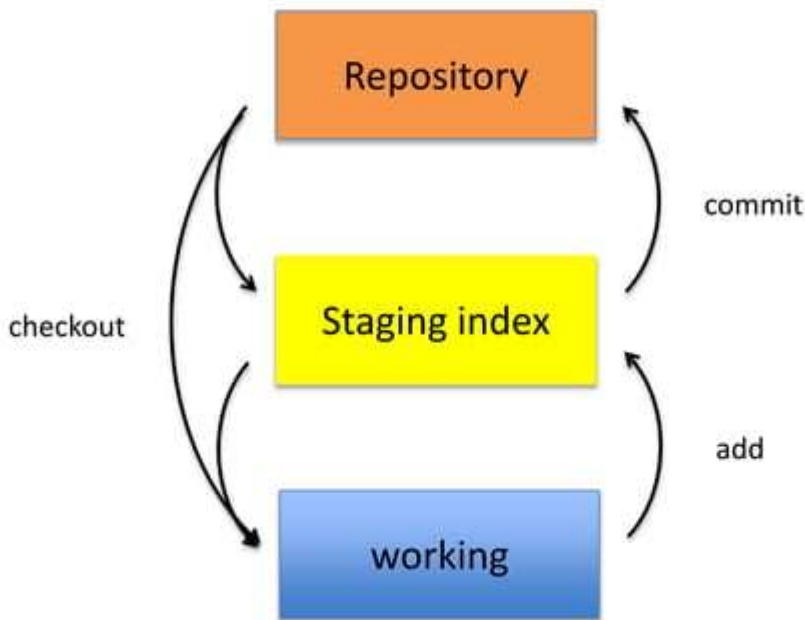 Repository
commit
Staging index
checkout
add
working